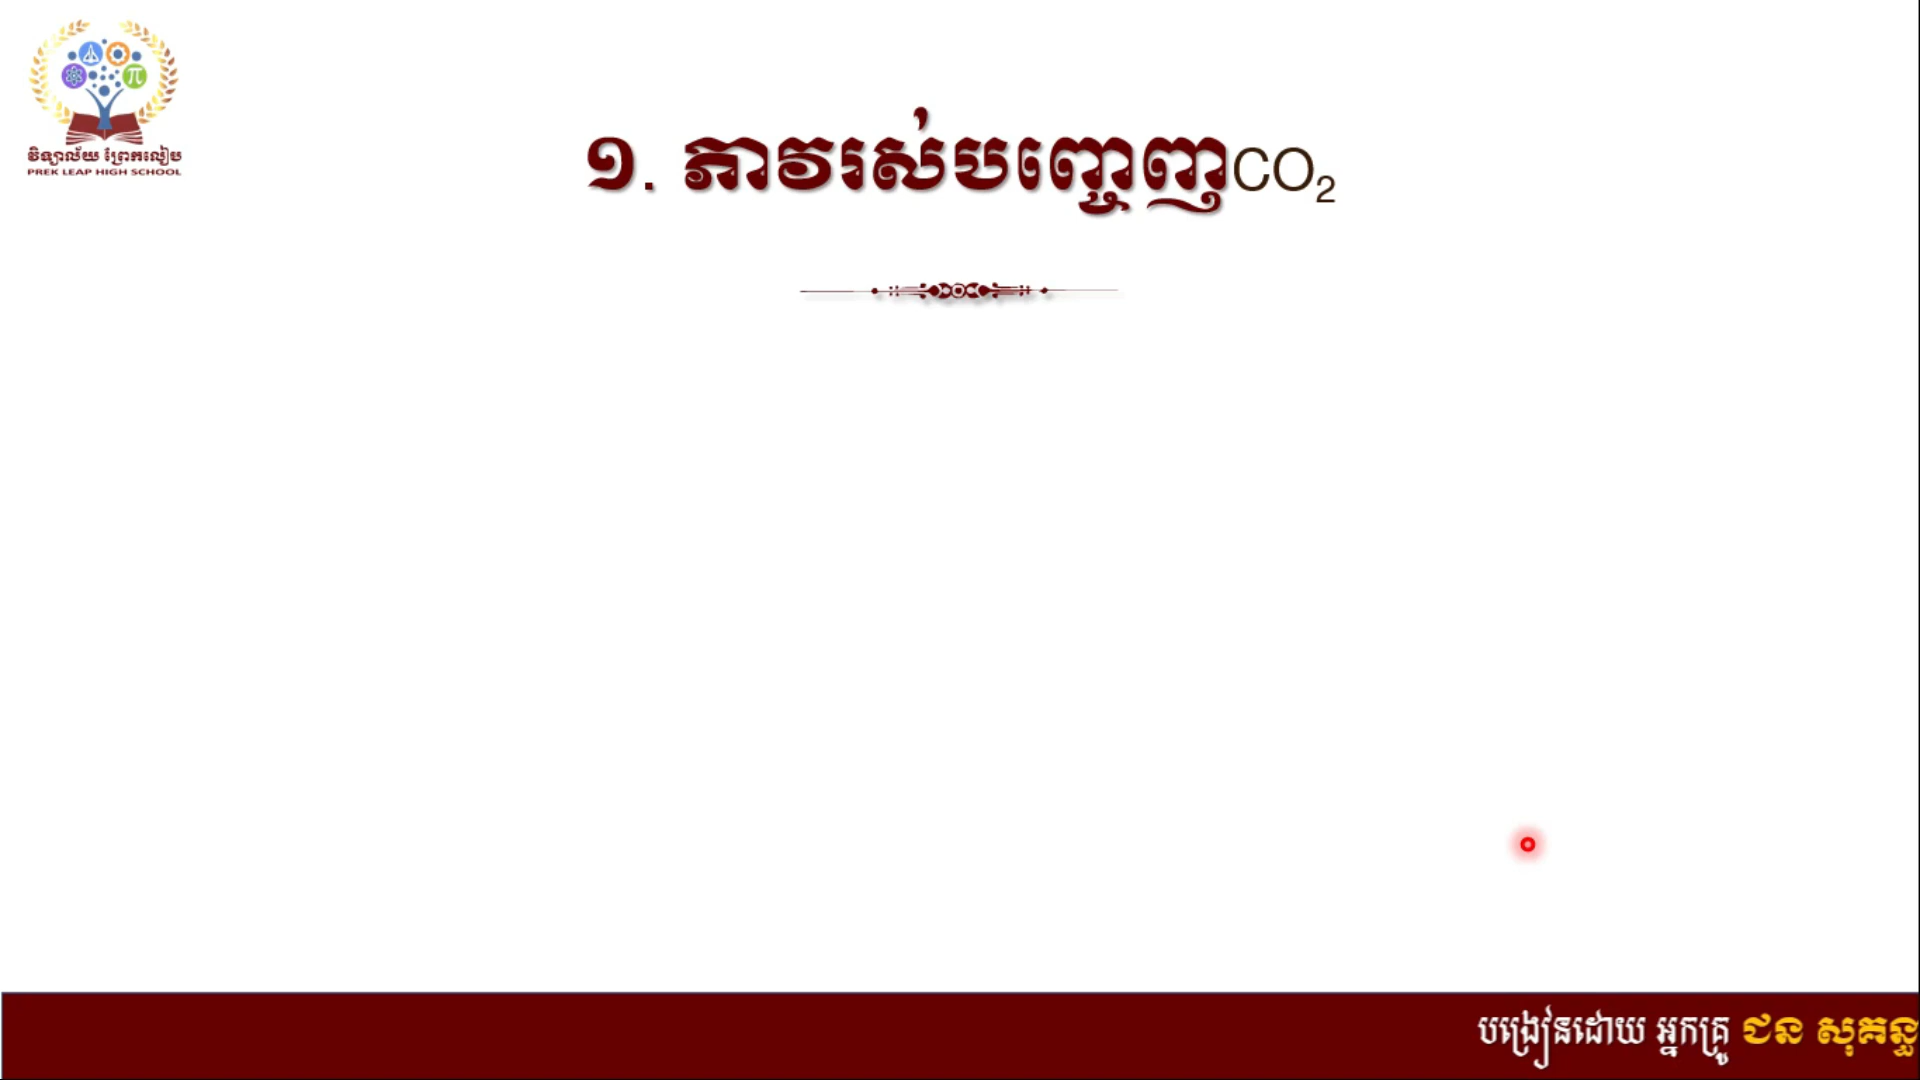 វិទ្យាល័យ ព្រែកលៀប
PREK LEAP HIGH SCHOOL
១. ភាវរស់បញ្ចេញCO₂
បង្រៀនដោយ អ្នកគ្រូ ជន សុគន្ធ